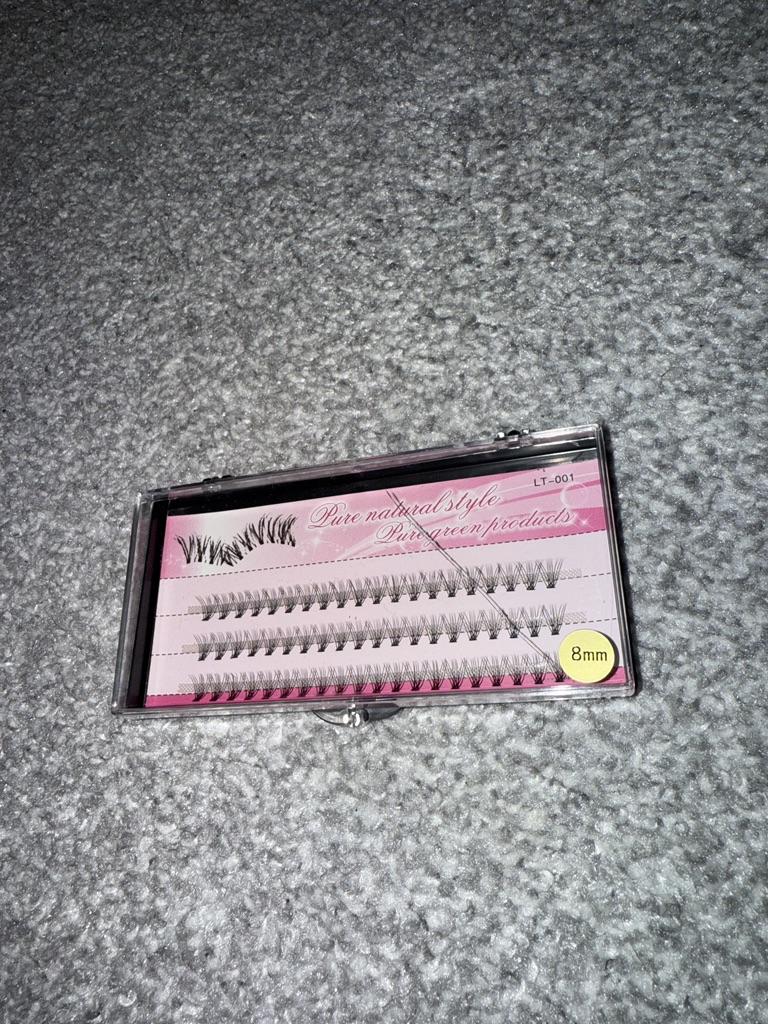 LT-001
Pure natural style
Pure green products
8mm